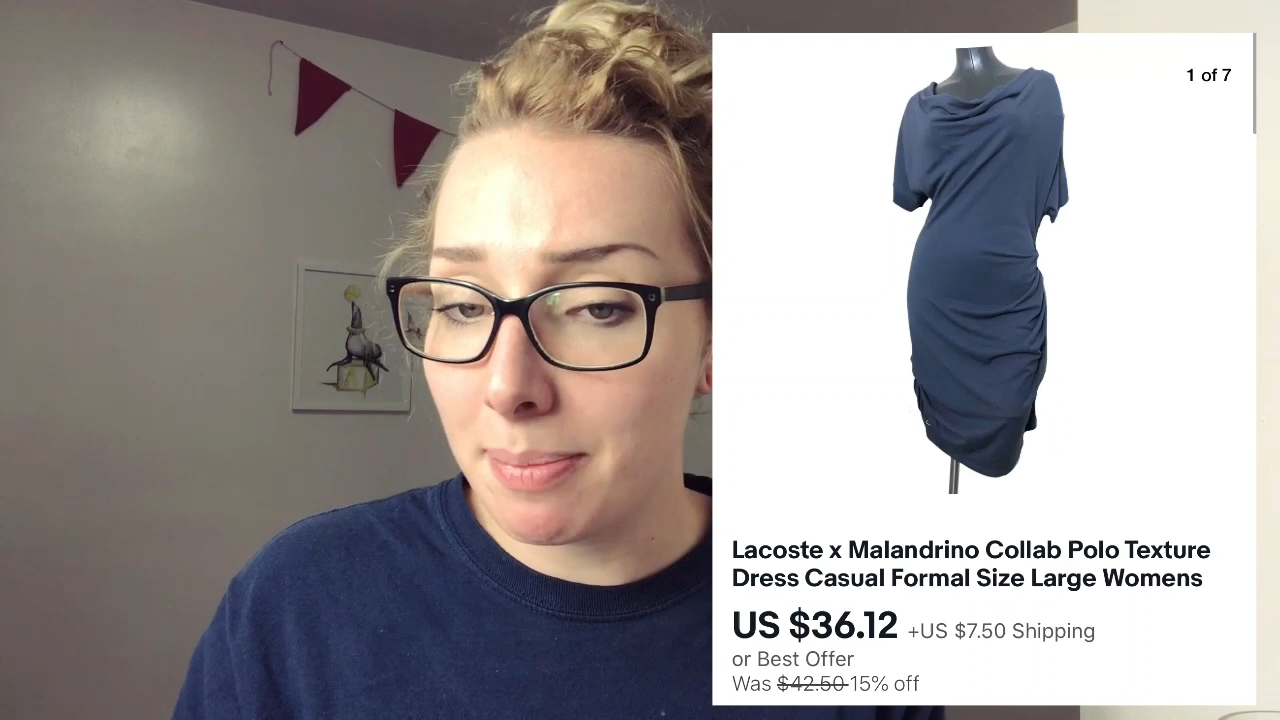 1 of 7
Lacoste x Malandrino Collab Polo Texture
Dress Casual Formal Size Large Womens
US $36.12 +US $7.50 Shipping
or Best Offer
Was $42.50 15% off